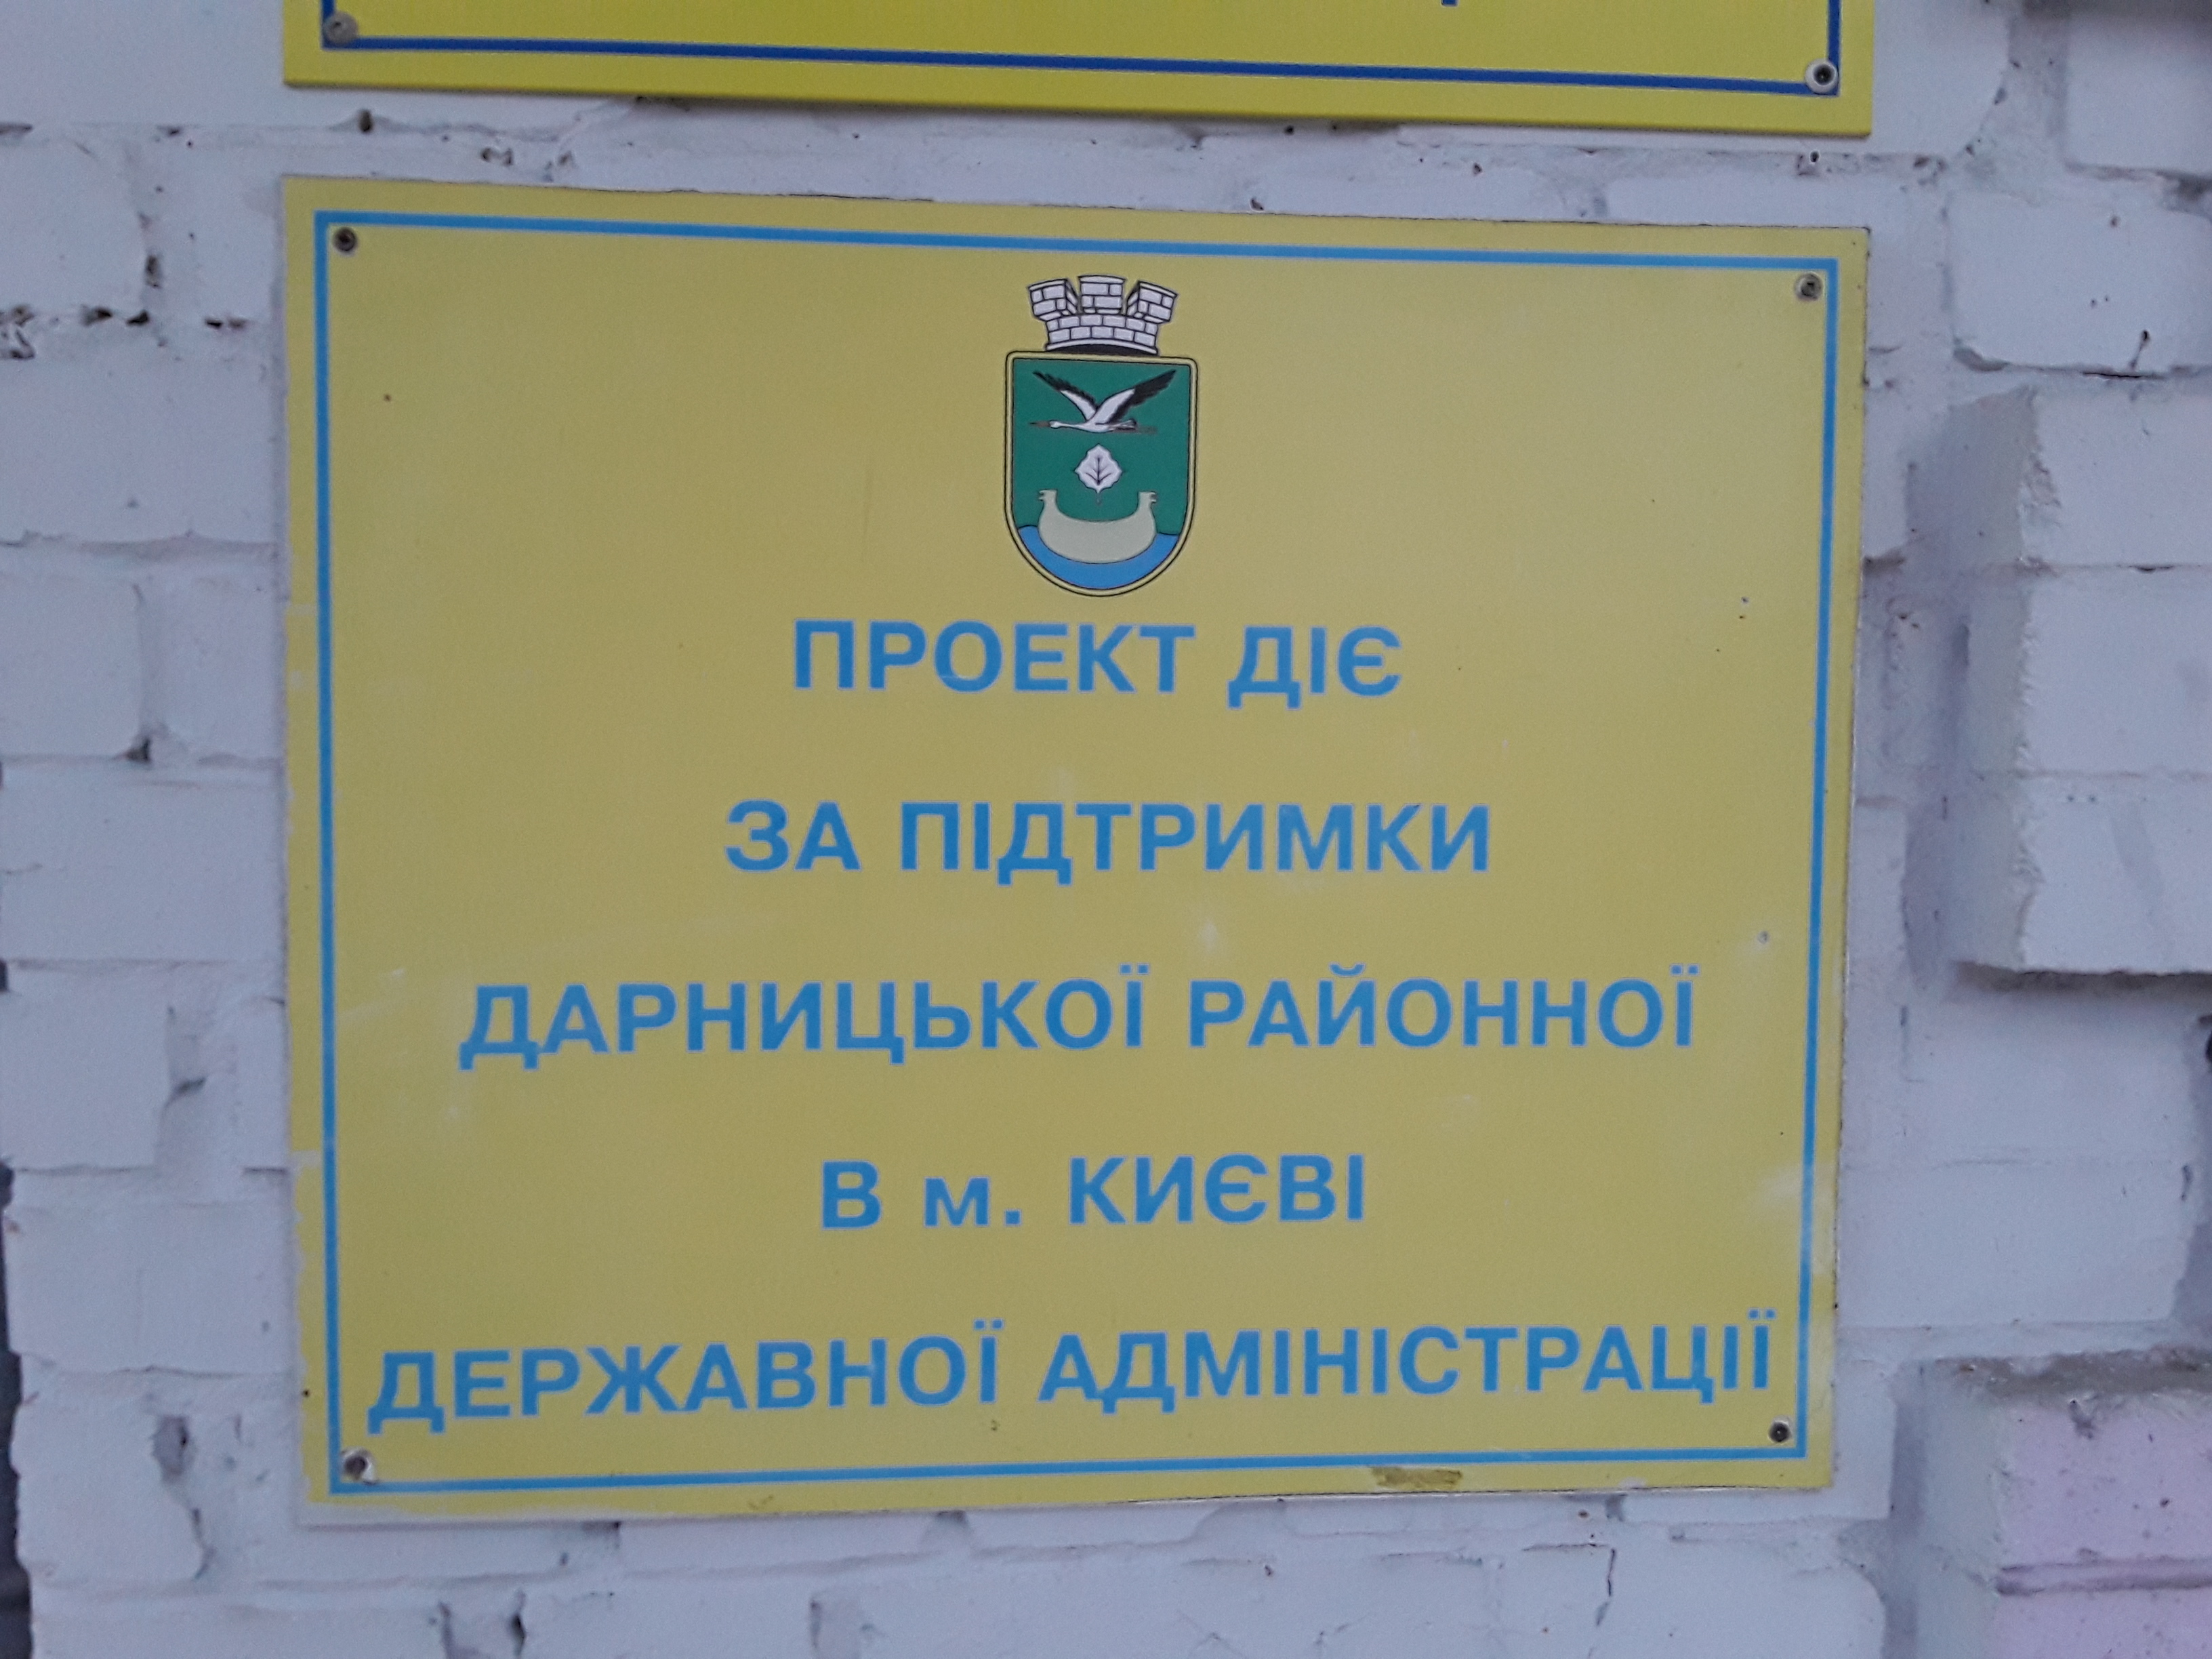 ПРОЕКТ ДІЄ
ЗА ПІДТРИМКИ
ДАРНИЦЬКОЇ РАЙОННОЇ
В м. КИЄВІ
ДЕРЖАВНОЇ АДМІНІСТРАЦІЇ